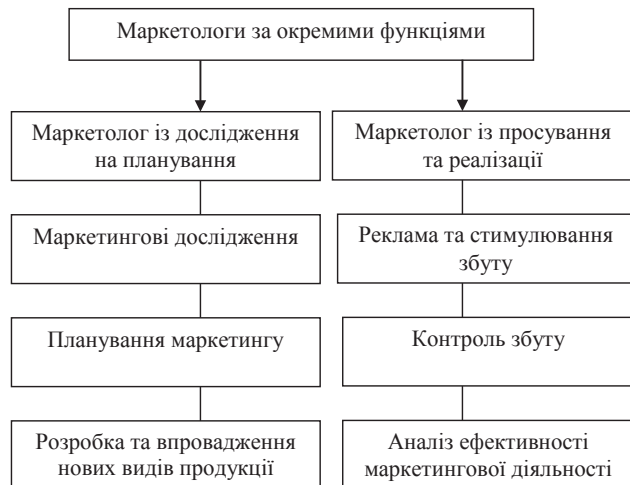 Маркетологи за окремими функціями
Маркетолог із дослідження
на планування
Маркетолог із просування
та реалізації
Маркетингові дослідження
Реклама та стимулювання
збуту
Планування маркетингу
Контроль збуту
Розробка та впровадження
нових видів продукції
Аналіз ефективності
маркетингової діяльності